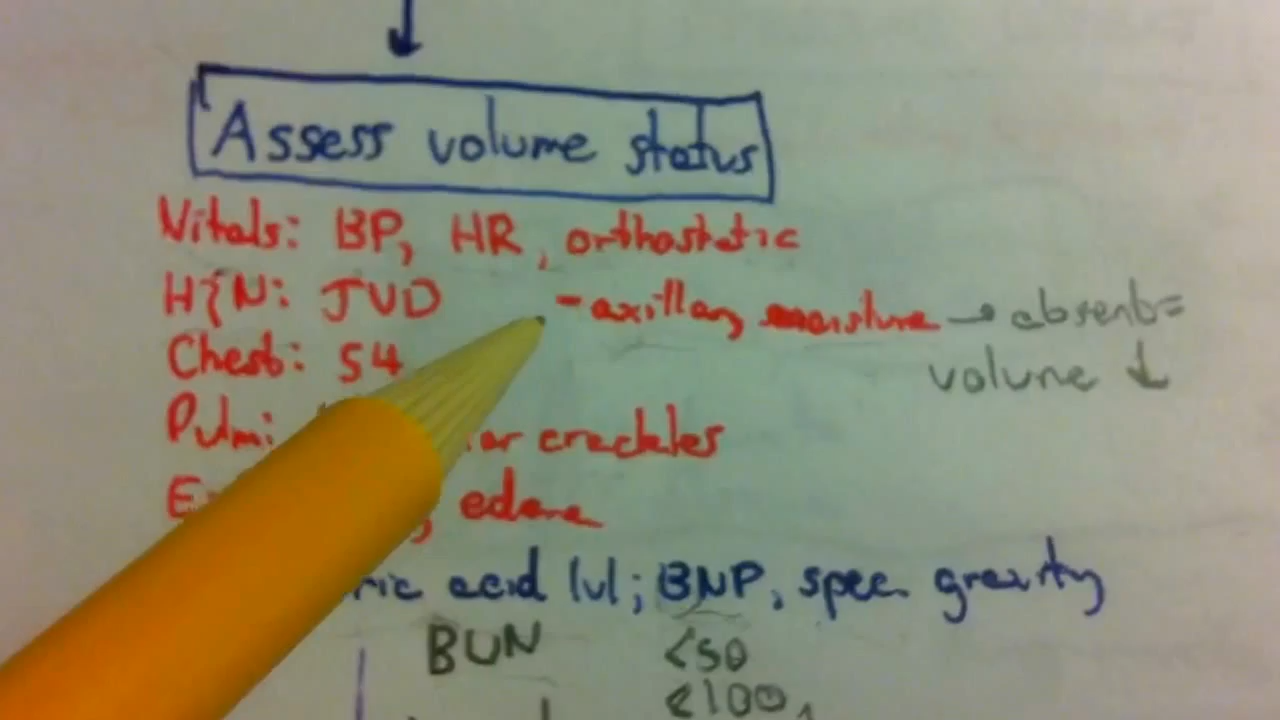 Assess volume status
Vitals: BP, HR, orthostatic
H&N: JVD - axillary moisture → absent =
volume ↓
Chest: S4
Pulm: crackles
edema
acid lvl; BNP, spec. gravity
BUN <50
<100